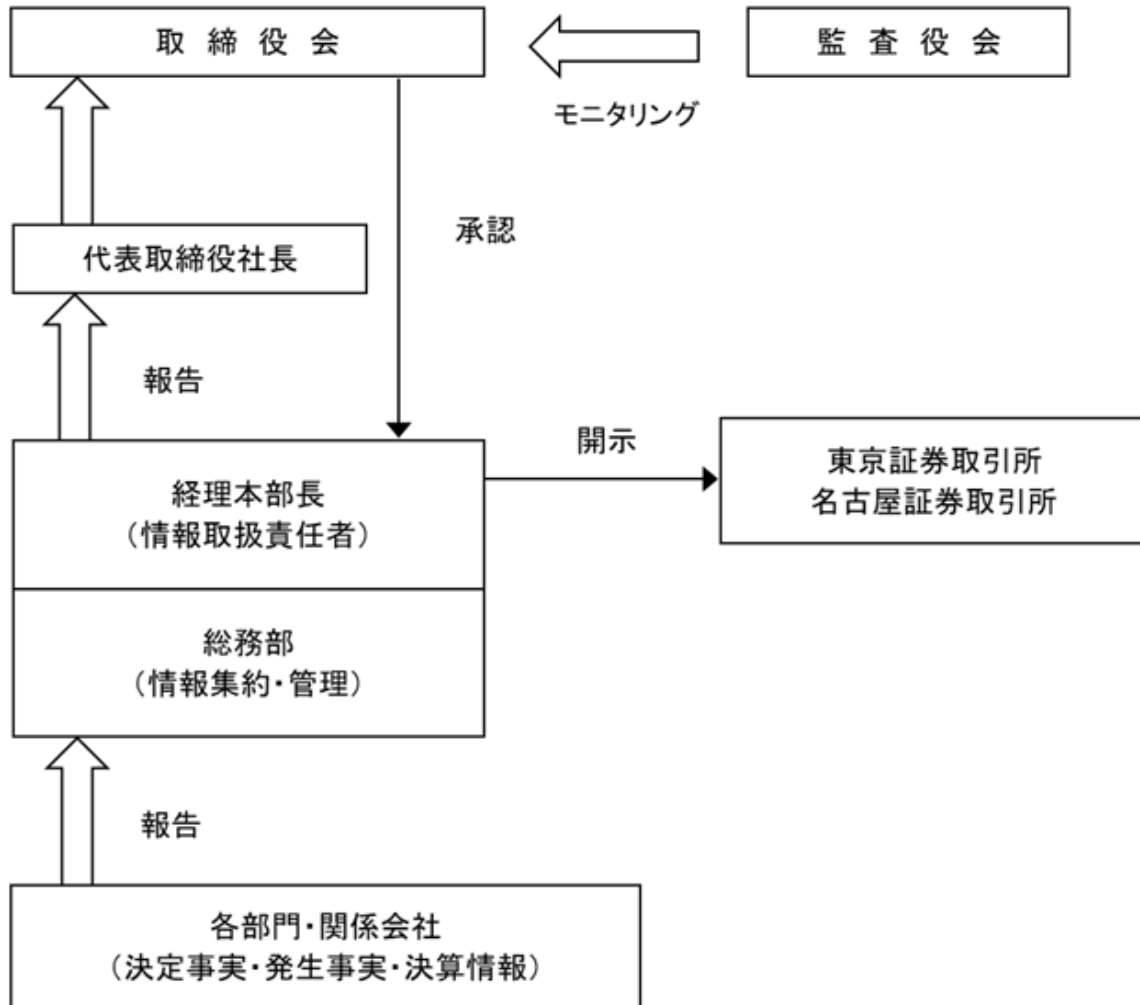 取締役会
監査役会
モニタリング
承認
代表取締役社長
報告
開示
経理本部長
（情報取扱責任者）
東京証券取引所
名古屋証券取引所
総務部
（情報集約・管理）
報告
各部門・関係会社
（決定事実・発生事実・決算情報）